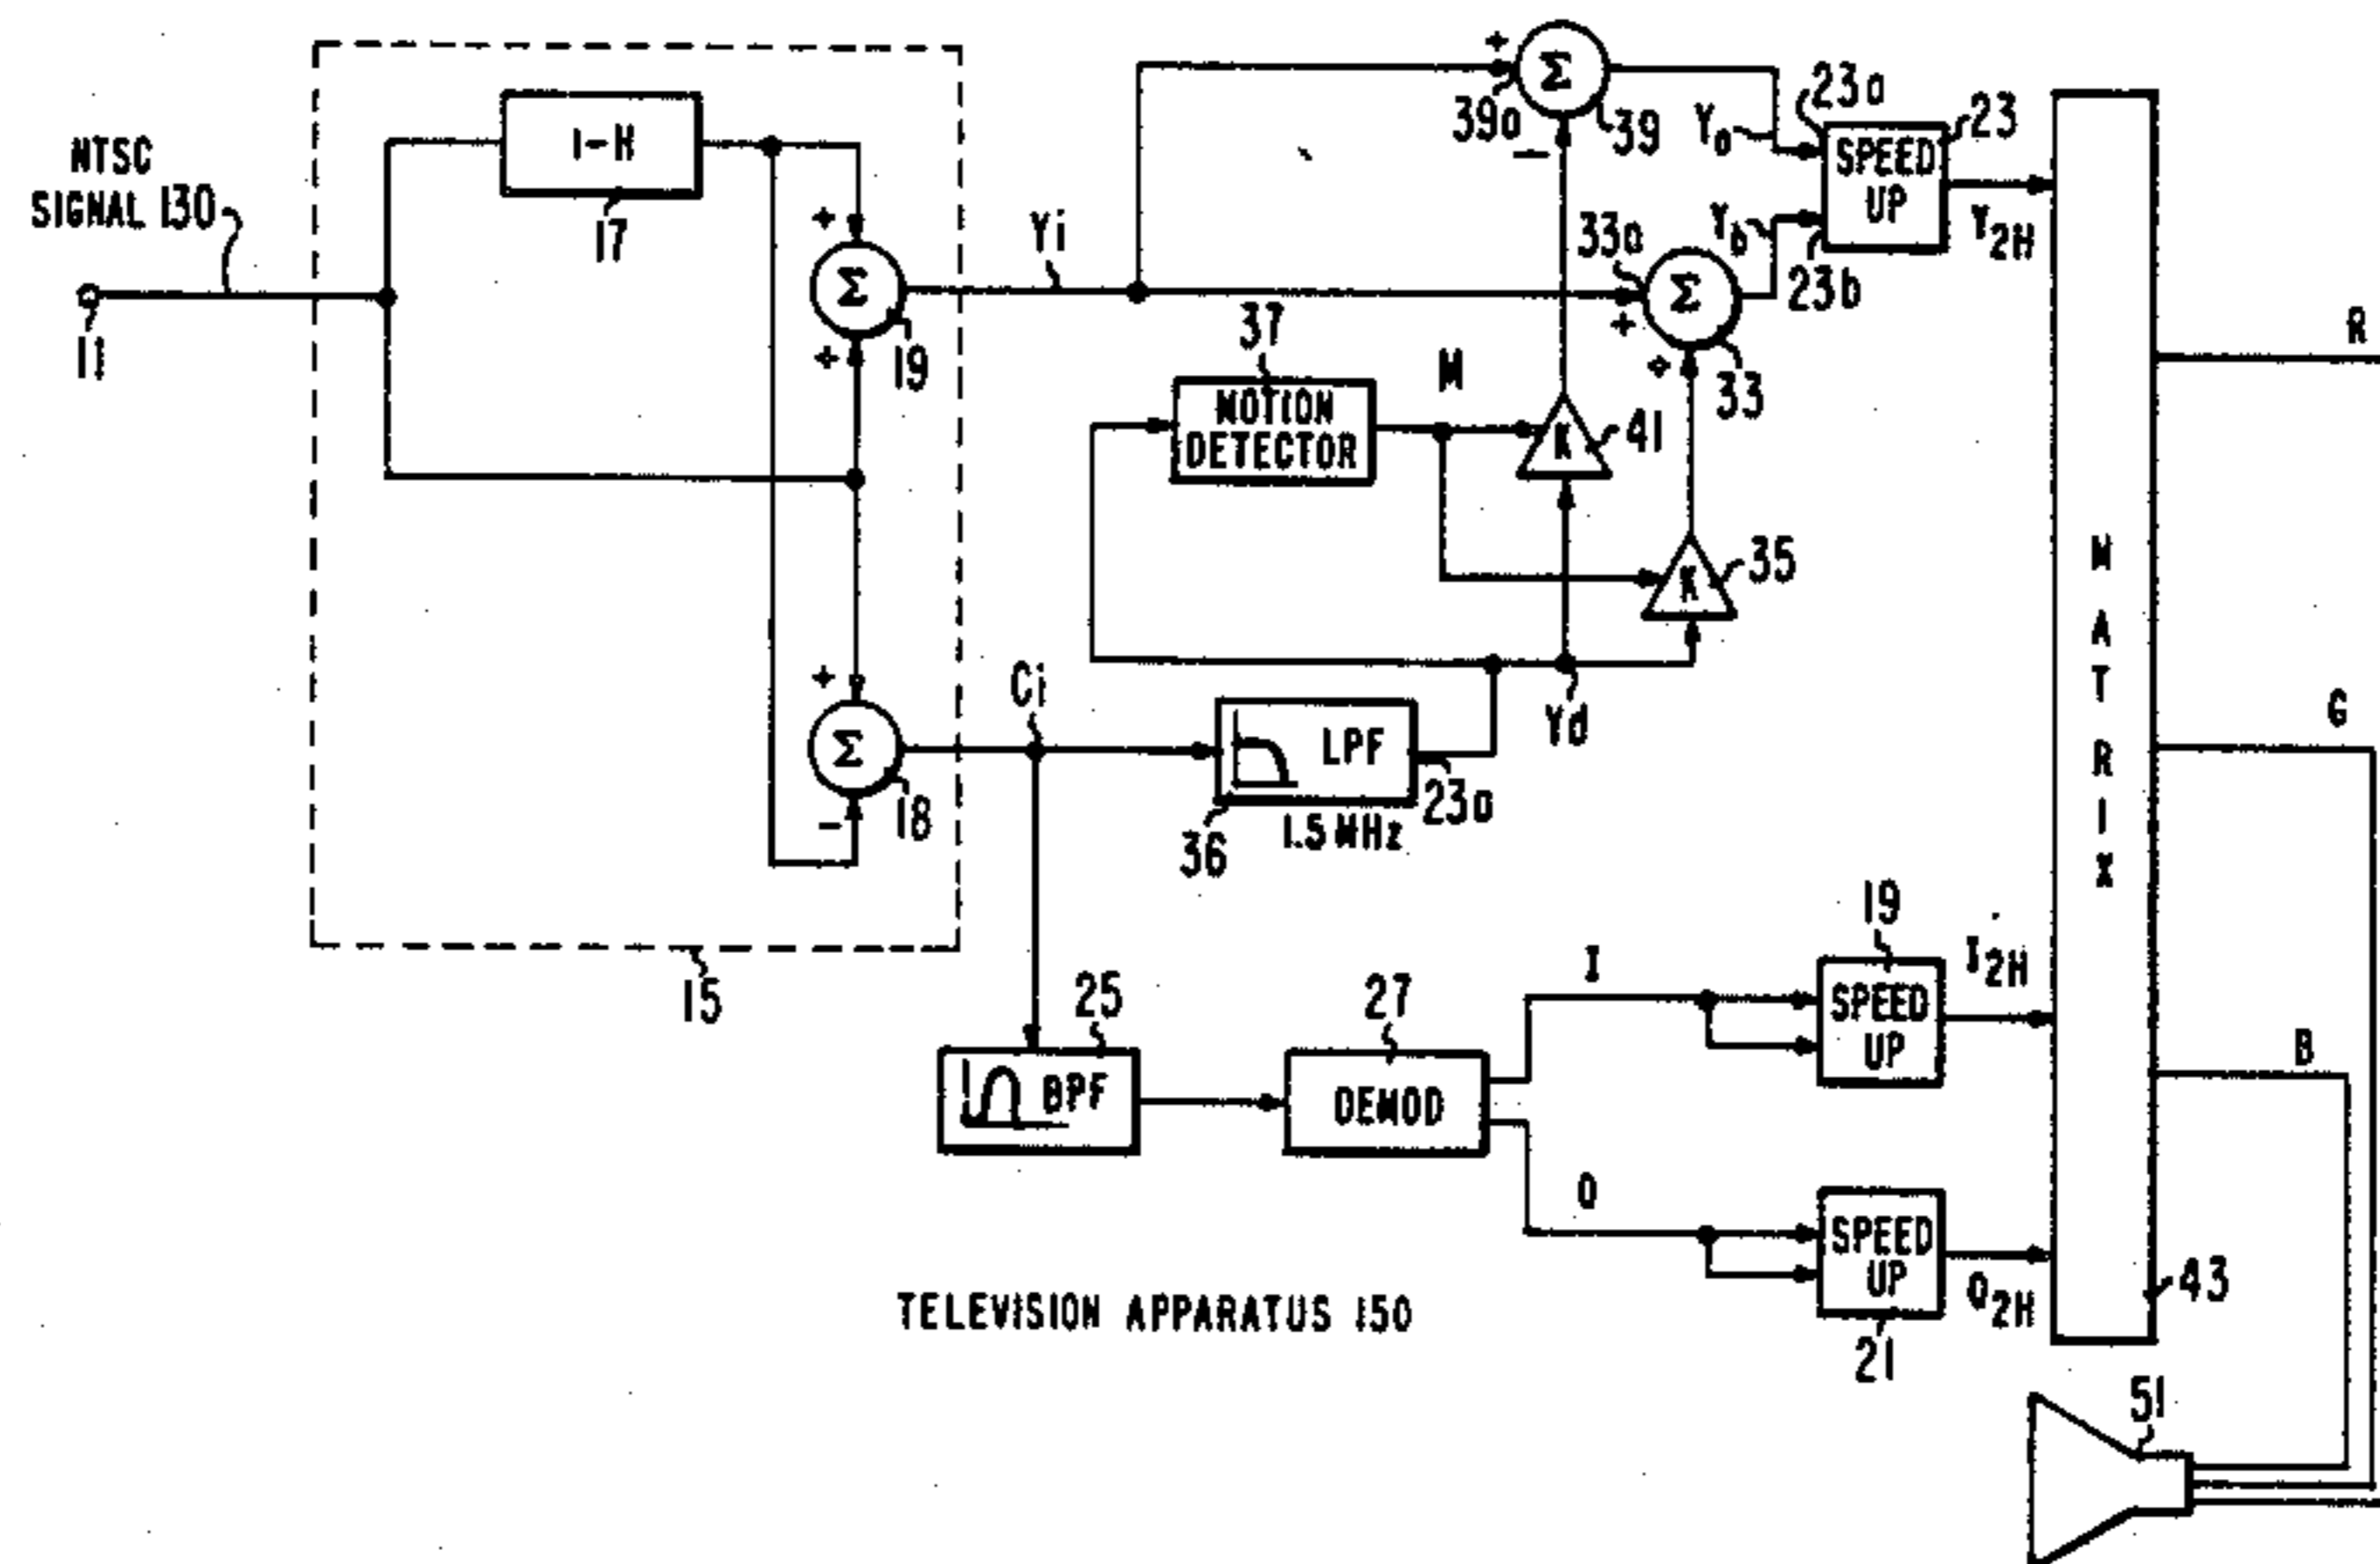 NTSC
SIGNAL 130
11
1-H
17
+
+
Σ
19
+
Σ
18
-
15
Yi
Ci
+
Σ
39a
39
-
Ya
23a
SPEED
UP
23
Y2H
33a
Yb
23b
Σ
+
+
33
37
MOTION
DETECTOR
M
K
41
K
35
Yd
LPF
23a
36
1.5 MHz
25
BPF
27
DEMOD
I
Q
19
SPEED
UP
I2H
SPEED
UP
Q2H
21
MATRIX
43
R
G
B
51
TELEVISION APPARATUS 150